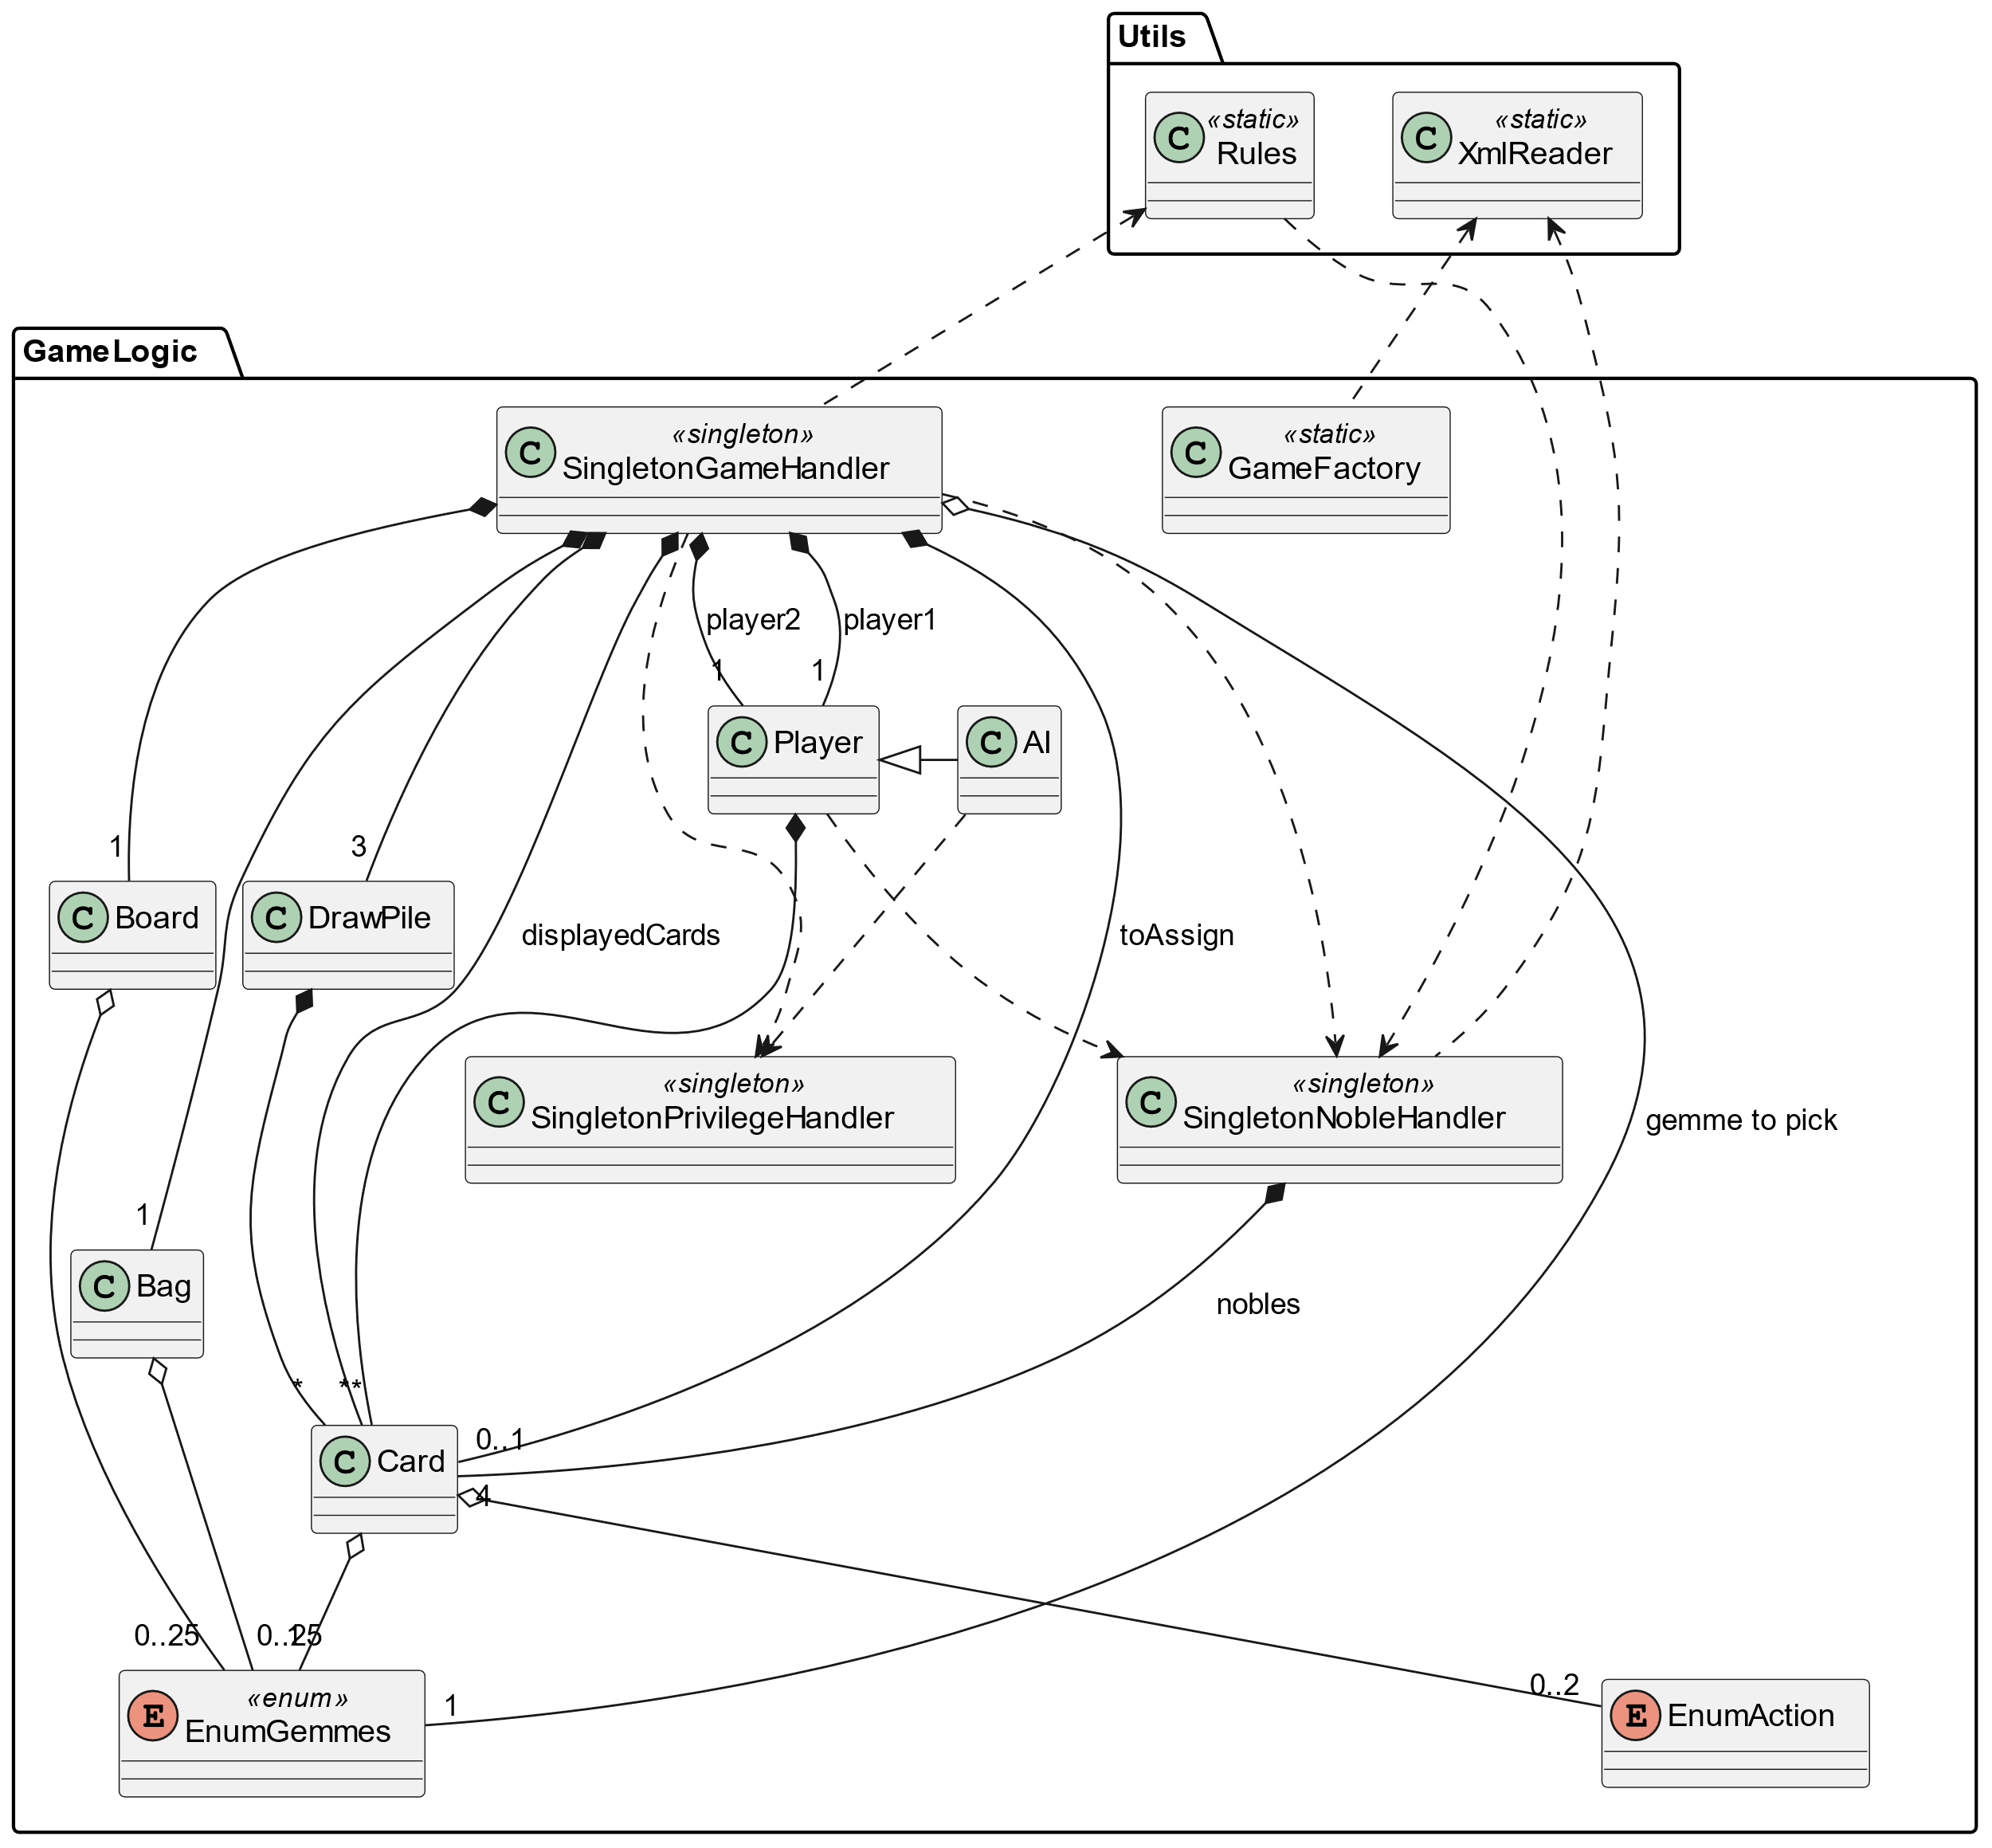 Utils
C
«static»
Rules
C
«static»
XmlReader
GameLogic
C
«singleton»
SingletonGameHandler
C
«static»
GameFactory
player2
player1
1
1
C
Player
C
AI
1
3
C
Board
C
DrawPile
displayedCards
toAssign
C
«singleton»
SingletonPrivilegeHandler
C
«singleton»
SingletonNobleHandler
gemme to pick
1
C
Bag
nobles
*
*
*
0..1
C
Card
4
0..25
0..25
1
E
«enum»
EnumGemmes
1
0..2
E
EnumAction